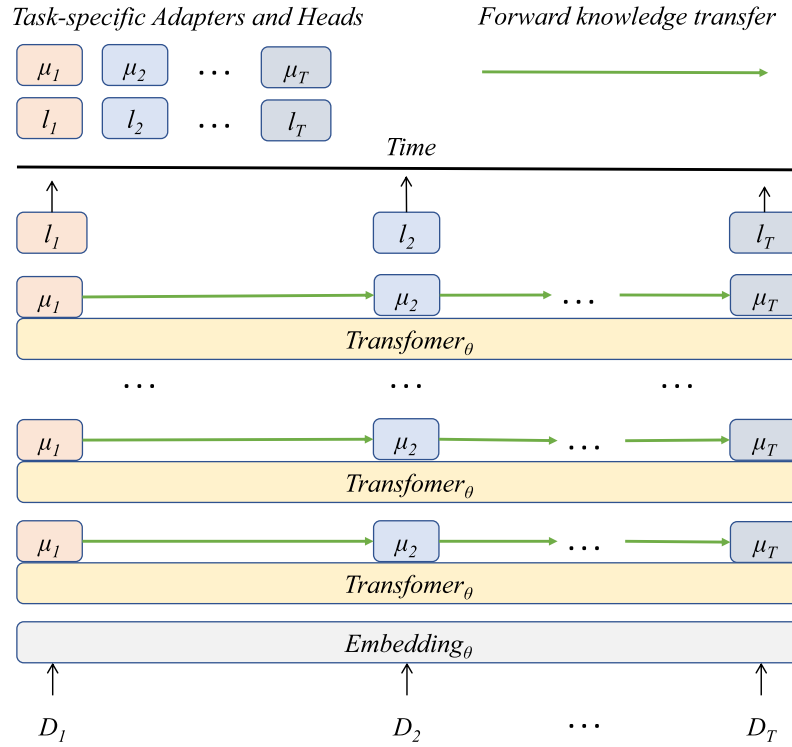 Task-specific Adapters and Heads
Forward knowledge transfer
μ1 μ2 ... μT
l1 l2 ... lT
Time
l1 l2 lT
μ1 μ2 ... μT
Transfomerθ
... ... ...
μ1 μ2 ... μT
Transfomerθ
μ1 μ2 ... μT
Transfomerθ
Embeddingθ
D1 D2 ... DT